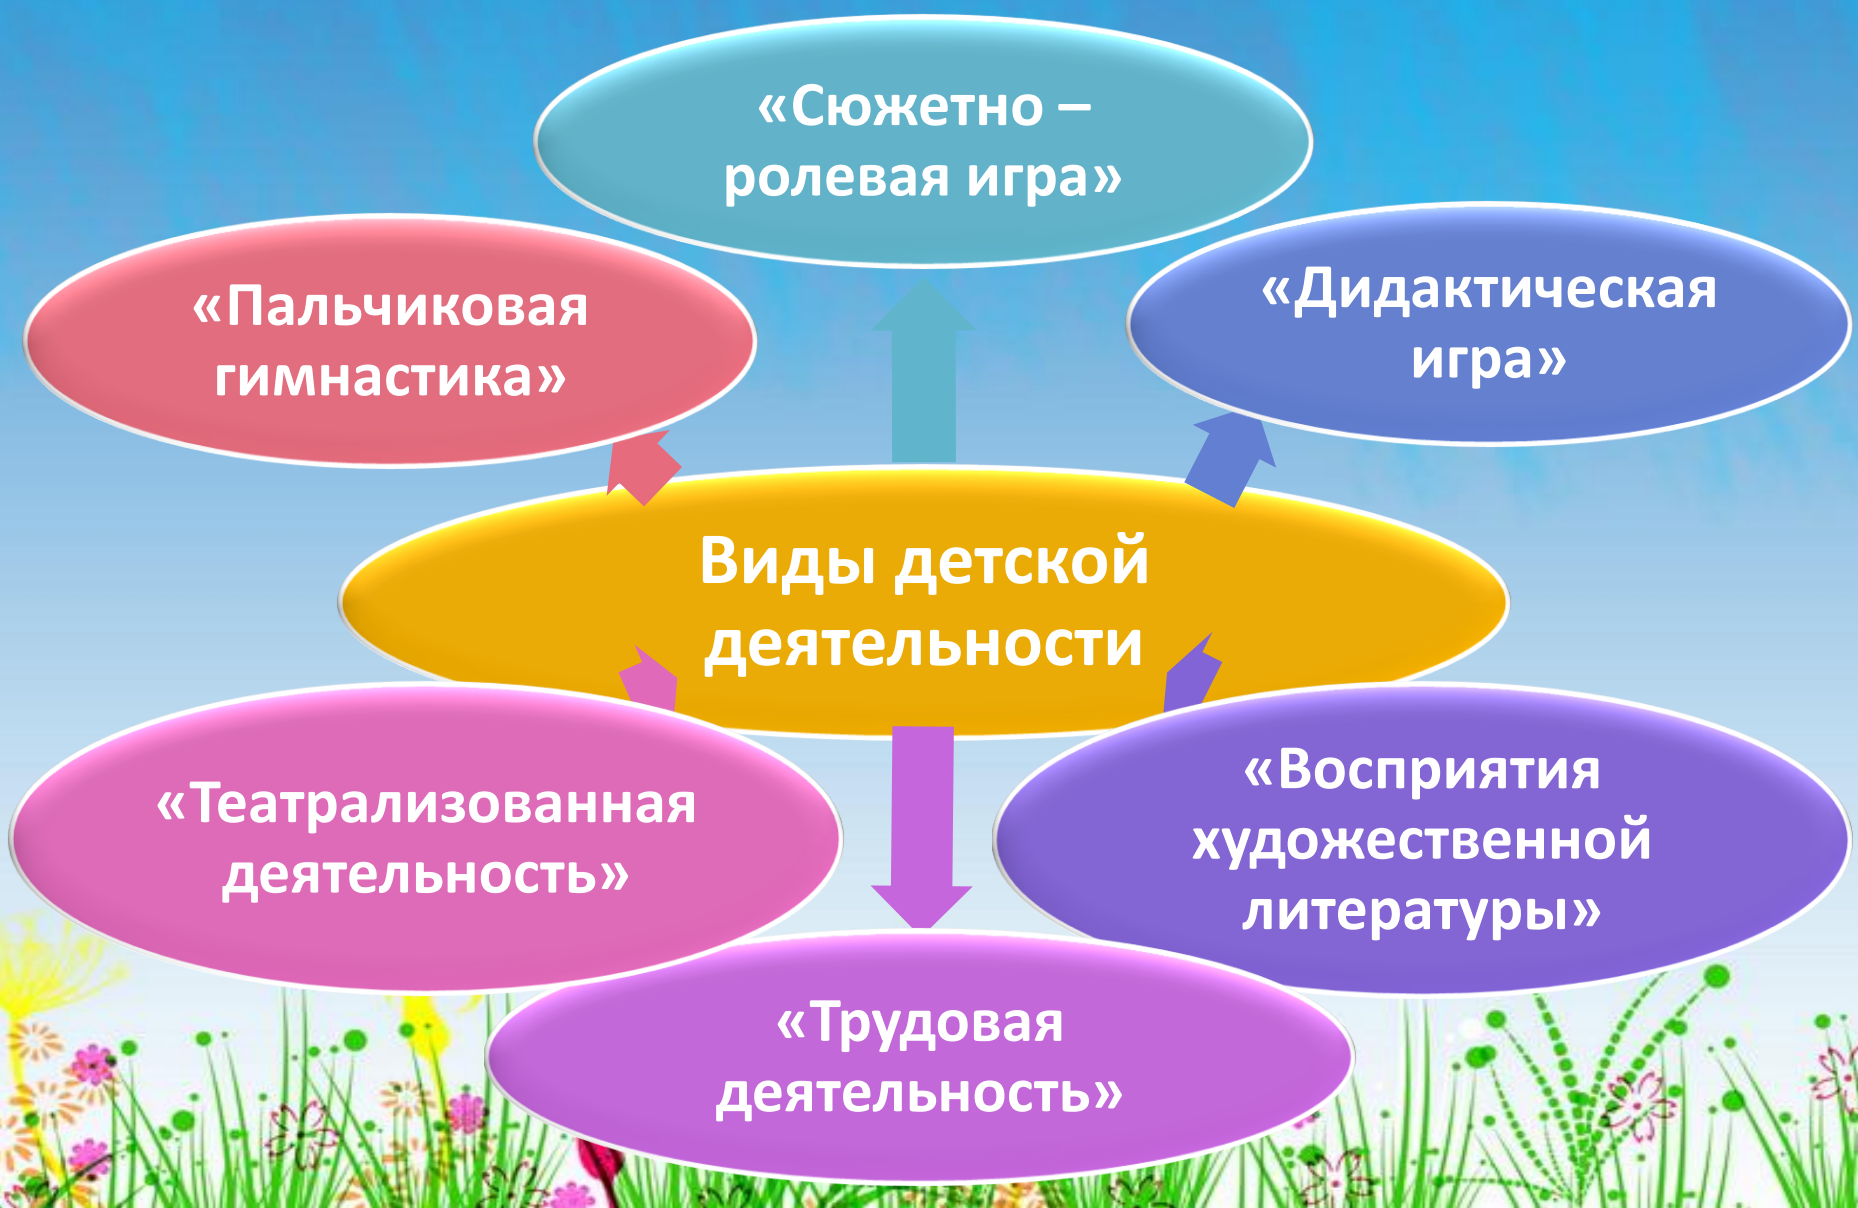 «Сюжетно –
ролевая игра»
«Пальчиковая
гимнастика»
«Дидактическая
игра»
Виды детской
деятельности
«Театрализованная
деятельность»
«Восприятия
художественной
литературы»
«Трудовая
деятельность»